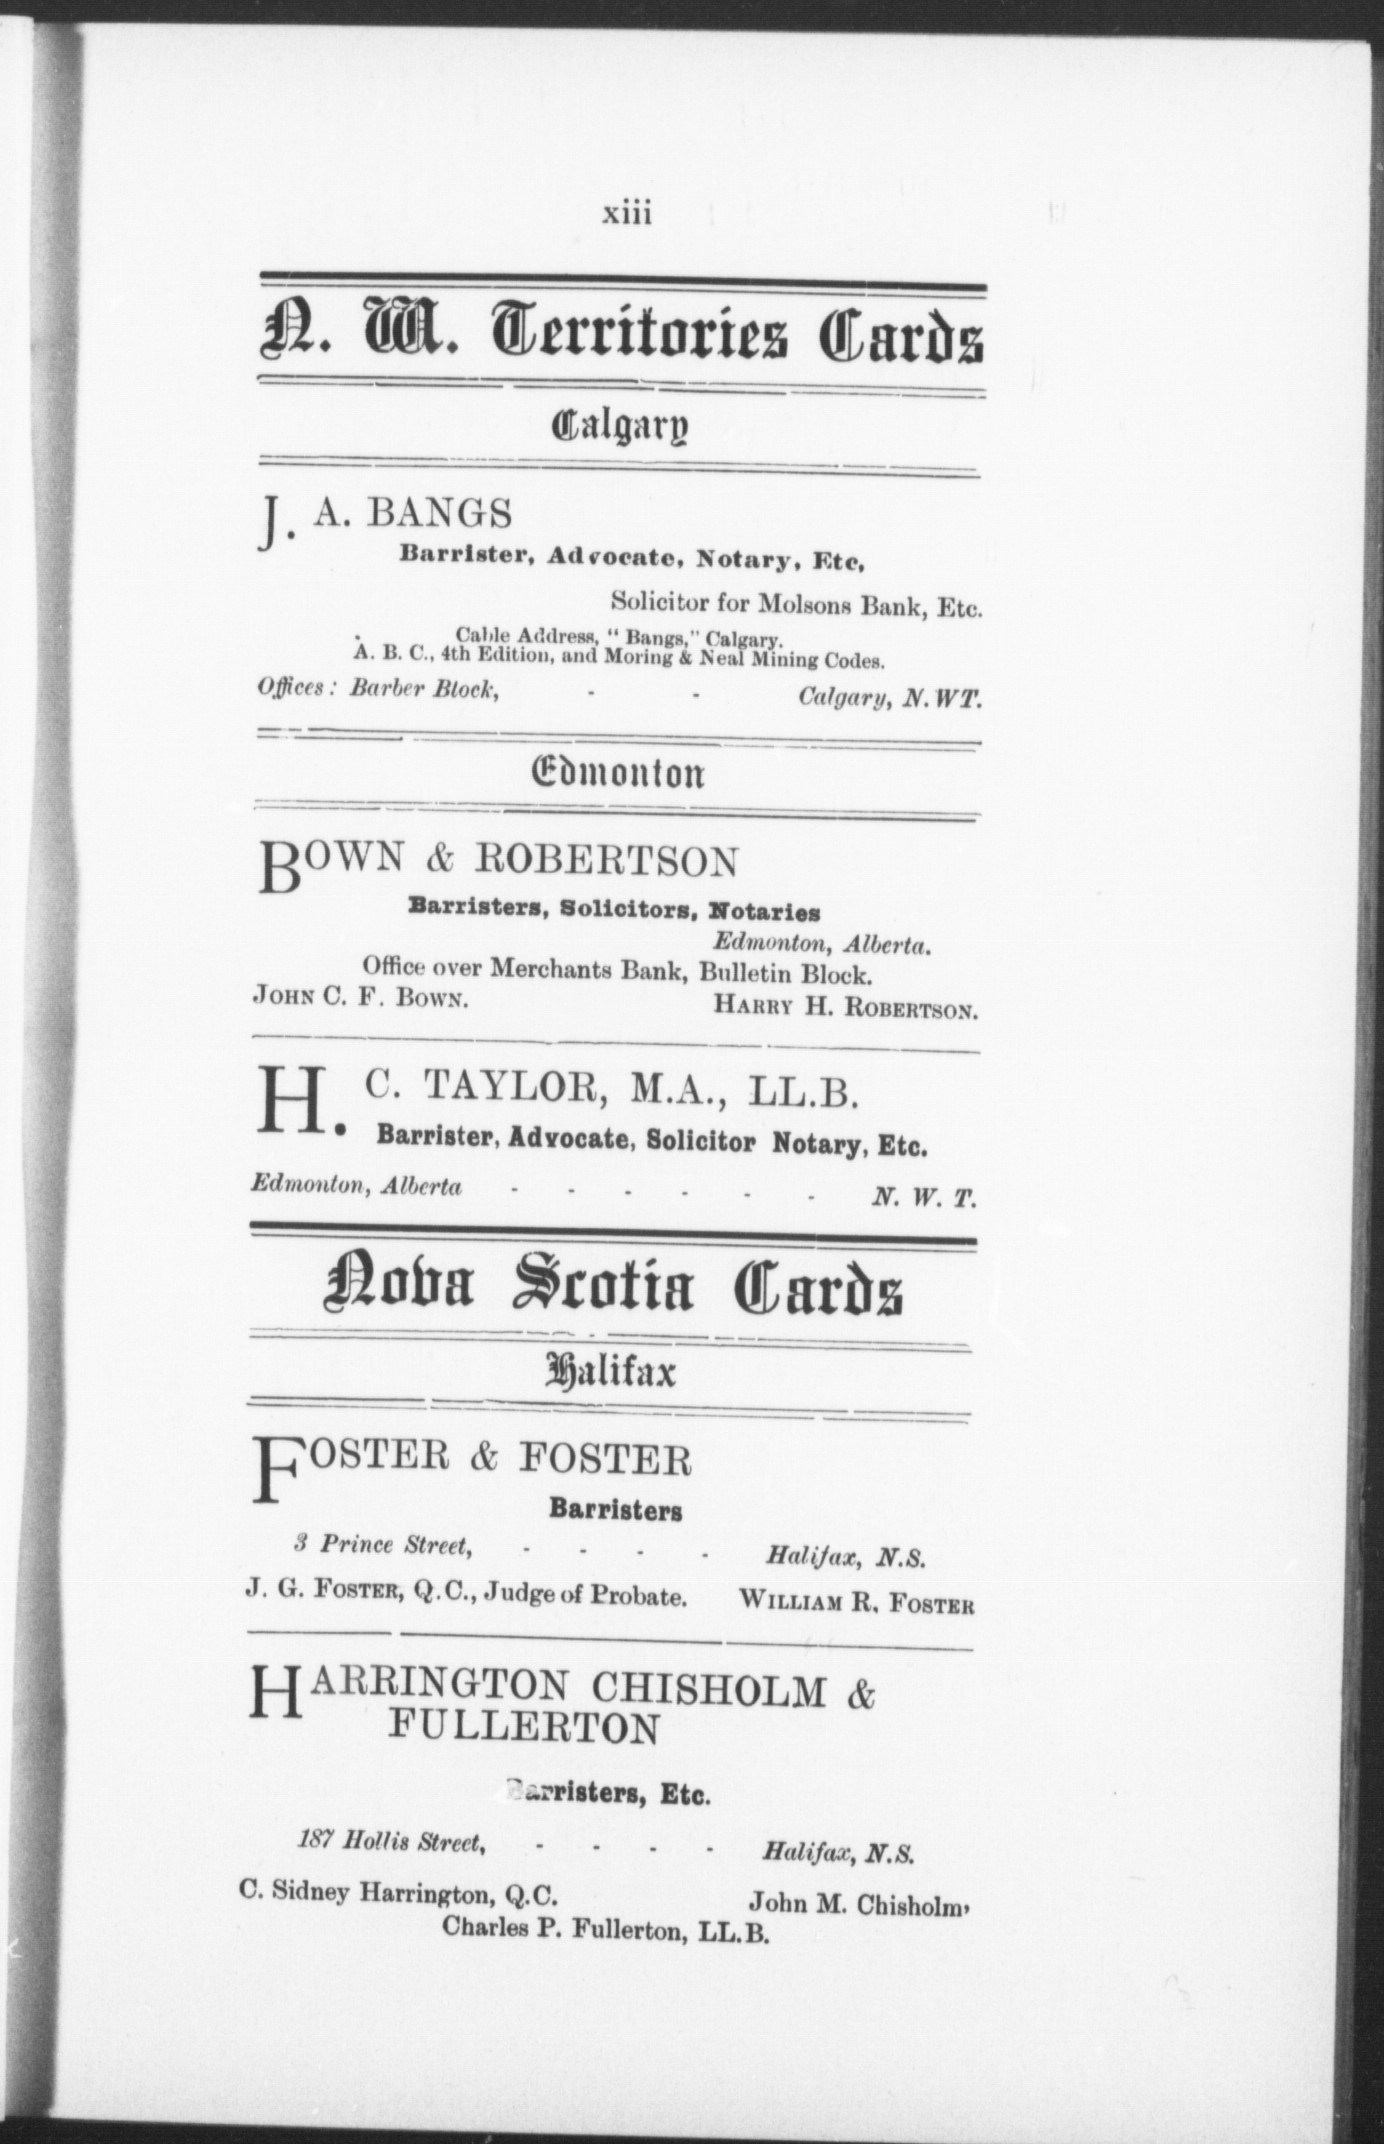 xiii
N. W. Territories Cards
Calgary
J. A. BANGS
Barrister, Advocate, Notary, Etc,
Solicitor for Molsons Bank, Etc.
Cable Address, " Bangs," Calgary.
A. B. C., 4th Edition, and Moring & Neal Mining Codes.
Offices : Barber Block, - - Calgary, N. WT.
Edmonton
BOWN & ROBERTSON
Barristers, Solicitors, Notaries
Edmonton, Alberta.
Office over Merchants Bank, Bulletin Block.
JOHN C. F. BOWN. HARRY H. ROBERTSON.
H. C. TAYLOR, M.A., LL.B.
Barrister, Advocate, Solicitor Notary, Etc.
Edmonton, Alberta - - - - - - N. W. T.
Nova Scotia Cards
Halifax
FOSTER & FOSTER
Barristers
3 Prince Street, - - - - Halifax, N.S.
J. G. FOSTER, Q.C., Judge of Probate. WILLIAM R. FOSTER
HARRINGTON CHISHOLM &
FULLERTON
Barristers, Etc.
187 Hollis Street, - - - - Halifax, N.S.
C. Sidney Harrington, Q.C. John M. Chisholm,
Charles P. Fullerton, LL.B.